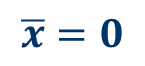 x̅ = 0